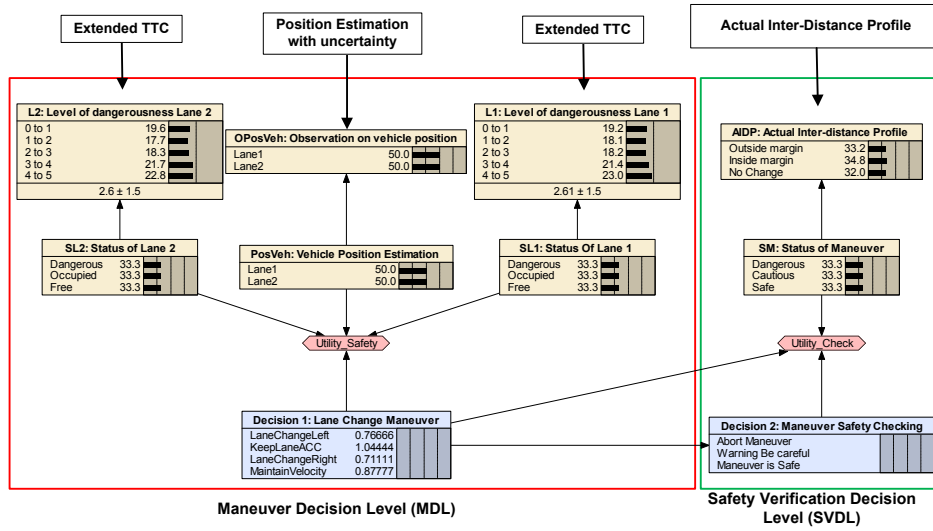 Extended TTC
Position Estimation
with uncertainty
Extended TTC
Actual Inter-Distance Profile
L2: Level of dangerousness Lane 2
0 to 1 19.6
1 to 2 17.7
2 to 3 18.3
3 to 4 21.7
4 to 5 22.8
2.6 ± 1.5
OPosVeh: Observation on vehicle position
Lane1 50.0
Lane2 50.0
L1: Level of dangerousness Lane 1
0 to 1 19.2
1 to 2 18.1
2 to 3 18.2
3 to 4 21.4
4 to 5 23.0
2.61 ± 1.5
AIDP: Actual Inter-distance Profile
Outside margin 33.2
Inside margin 34.8
No Change 32.0
SL2: Status of Lane 2
Dangerous 33.3
Occupied 33.3
Free 33.3
PosVeh: Vehicle Position Estimation
Lane1 50.0
Lane2 50.0
SL1: Status Of Lane 1
Dangerous 33.3
Occupied 33.3
Free 33.3
SM: Status of Maneuver
Dangerous 33.3
Cautious 33.3
Safe 33.3
Utility_Safety
Utility_Check
Decision 1: Lane Change Maneuver
LaneChangeLeft 0.76666
KeepLaneACC 1.04444
LaneChangeRight 0.71111
MaintainVelocity 0.87777
Decision 2: Maneuver Safety Checking
Abort Maneuver
Warning Be careful
Maneuver is Safe
Maneuver Decision Level (MDL)
Safety Verification Decision
Level (SVDL)